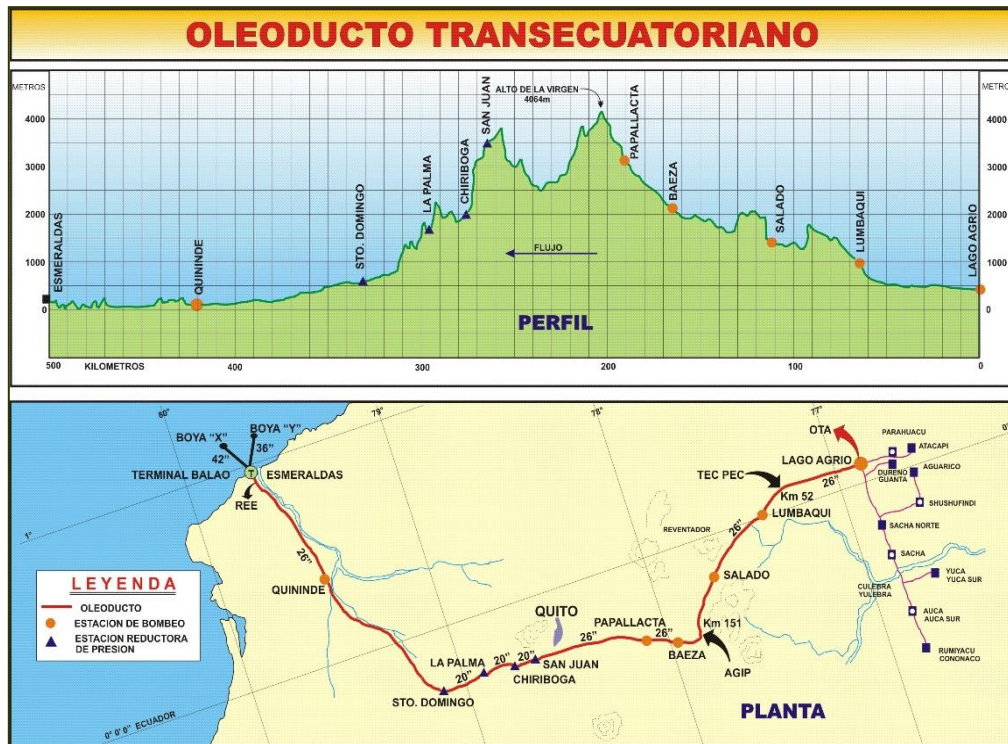 OLEODUCTO TRANSECUATORIANO
METROS
METRO
4000
3000
2000
1000
0
4000
3000
2000
1000
0
ESMERALDAS
QUININDE
STO. DOMINGO
LA PALMA
CHIRIBOGA
SAN JUAN
ALTO DE LA VIRGEN
4064m
PAPALLACTA
BAEZA
SALADO
LUMBAQUI
LAGO AGRIO
FLUJO
PERFIL
500
KILOMETROS
400
300
200
100
0
80°
79°
78°
77°
BOYA "X"
BOYA "Y"
42"
36"
TERMINAL BALAO
T
ESMERALDAS
REE
1°
26"
QUININDE
LEYENDA
OLEODUCTO
ESTACION DE BOMBEO
ESTACION REDUCTORA
DE PRESION
0° 0' 0" ECUADOR
STO. DOMINGO
20"
LA PALMA
20"
CHIRIBOGA
20"
SAN JUAN
QUITO
26"
PAPALLACTA
26"
BAEZA
Km 151
AGIP
SALADO
26"
REVENTADOR
LUMBAQUI
Km 52
TEC PEC
26"
LAGO AGRIO
OTA
PARAHUACU
ATACAPI
DURENO
GUANTA
AGUARICO
SHUSHUFINDI
SACHA NORTE
SACHA
CULEBRA
YULEBRA
YUCA
YUCA SUR
AUCA
AUCA SUR
RUMIYACU
CONONACO
PLANTA